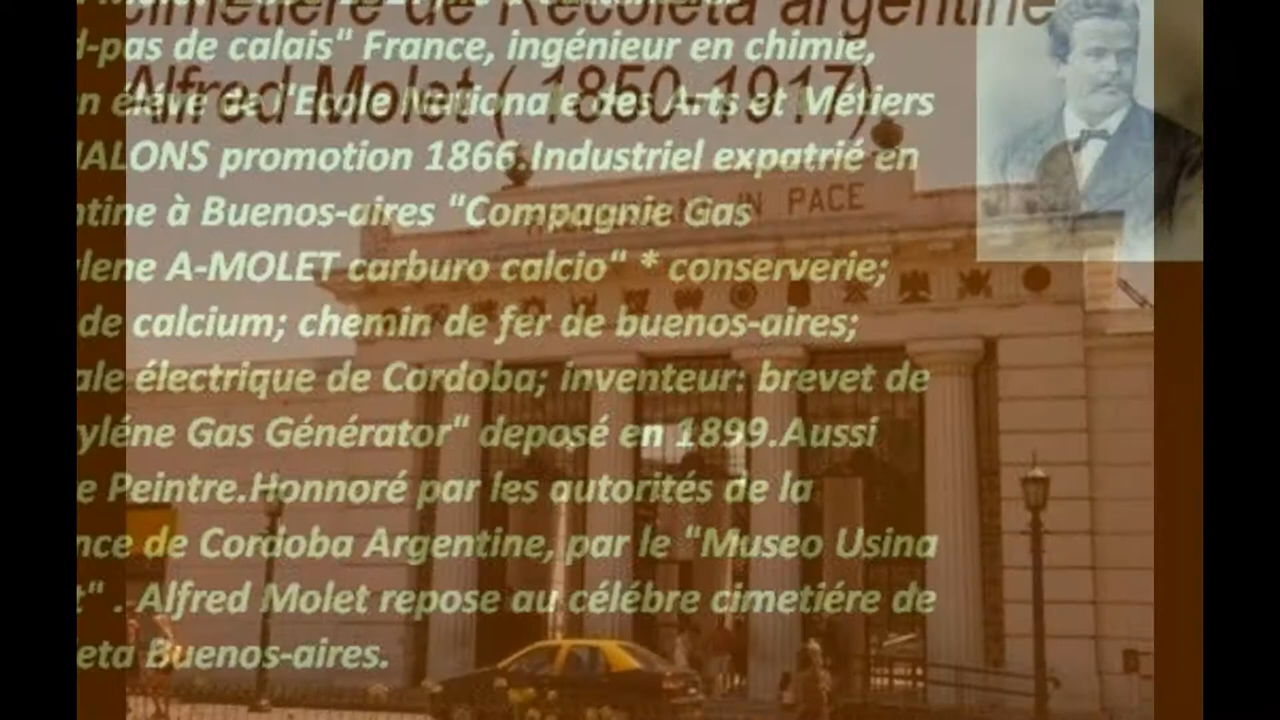 cimetière de Recoleta argentine
Alfred Molet ( 1850-1917).
d-pas de calais" France, ingénieur en chimie,
n éléve de l'Ecole Nationale des Arts et Métiers
ALONS promotion 1866.Industriel expatrié en
ntine à Buenos-aires "Compagnie Gas
lene A-MOLET carburo calcio" * conserverie;
de calcium; chemin de fer de buenos-aires;
ale électrique de Cordoba; inventeur: brevet de
yléne Gas Générator" deposé en 1899.Aussi
e Peintre.Honnoré par les autorités de la
nce de Cordoba Argentine, par le "Museo Usina
t" . Alfred Molet repose au célébre cimetiére de
eta Buenos-aires.
IN PACE